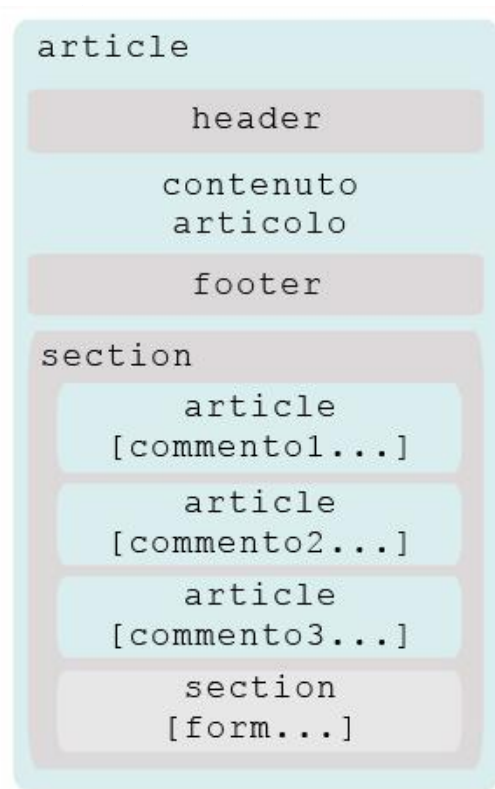 article
header
contenuto
articolo
footer
section
article
[commento1...]
article
[commento2...]
article
[commento3...]
section
[form...]